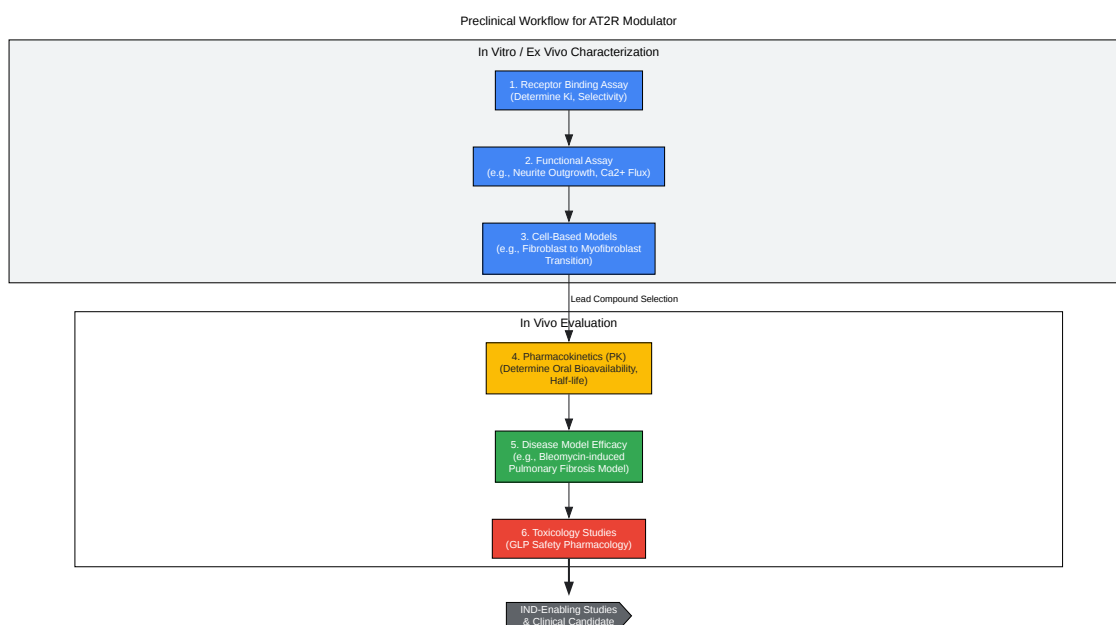 Preclinical Workflow for AT2R Modulator
In Vitro / Ex Vivo Characterization
1. Receptor Binding Assay
(Determine Ki, Selectivity)
2. Functional Assay
(e.g., Neurite Outgrowth, Ca2+ Flux)
3. Cell-Based Models
(e.g., Fibroblast to Myofibroblast
Transition)
Lead Compound Selection
In Vivo Evaluation
4. Pharmacokinetics (PK)
(Determine Oral Bioavailability,
Half-life)
5. Disease Model Efficacy
(e.g., Bleomycin-induced
Pulmonary Fibrosis Model)
6. Toxicology Studies
(GLP Safety Pharmacology)
IND-Enabling Studies
& Clinical Candidate